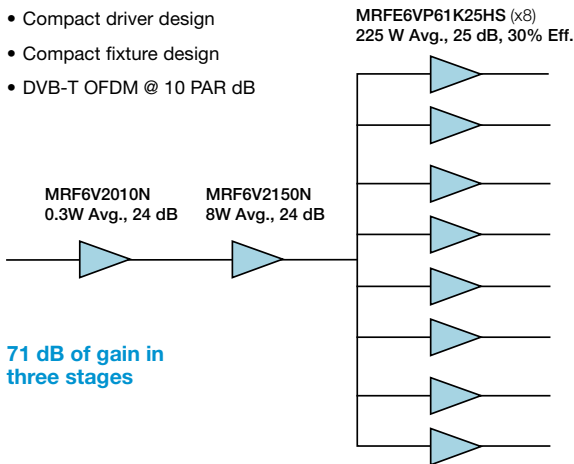 • Compact driver design
• Compact fixture design
• DVB-T OFDM @ 10 PAR dB
MRFE6VP61K25HS (x8)
225 W Avg., 25 dB, 30% Eff.
MRF6V2010N
0.3W Avg., 24 dB
MRF6V2150N
8W Avg., 24 dB
71 dB of gain in
three stages